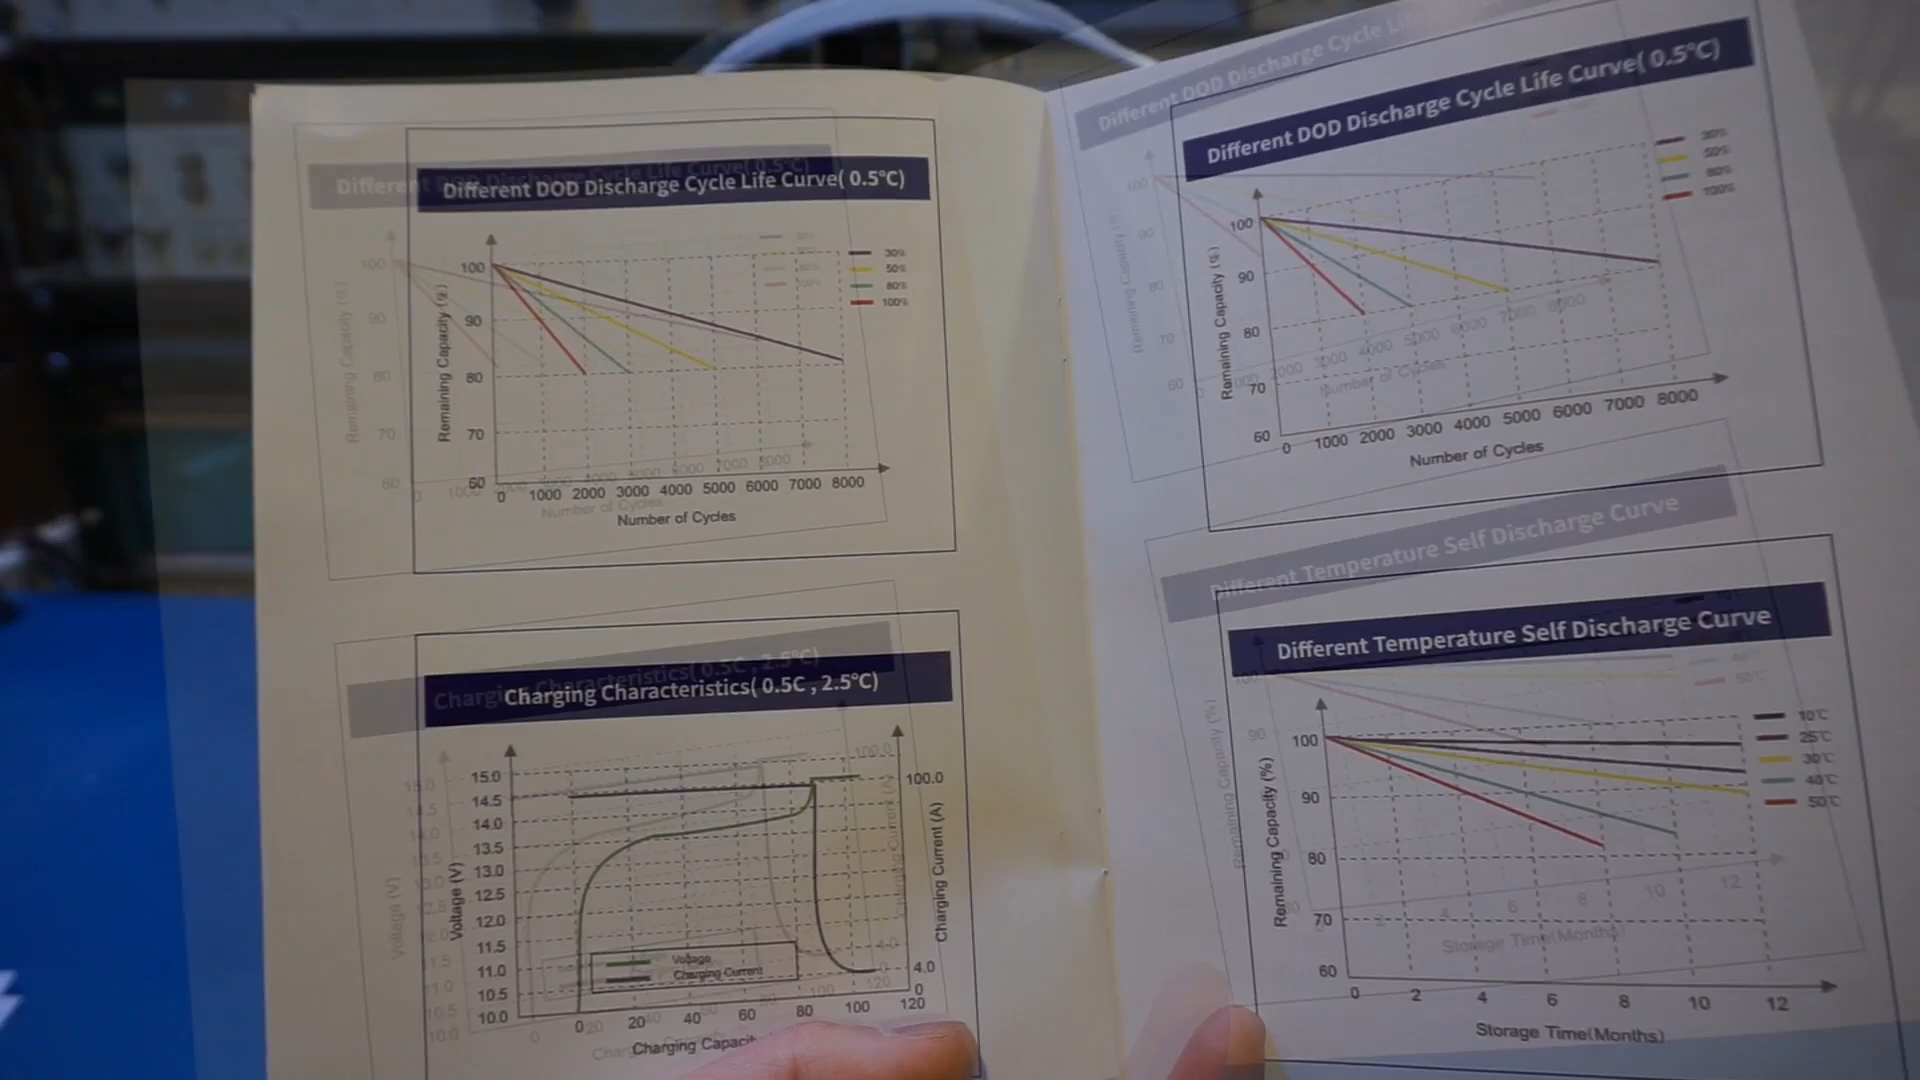 Different DOD Discharge Cycle Life Curve( 0.5°C)
30%
50%
80%
100%
100
90
80
70
60
Remaining Capacity (%)
0 1000 2000 3000 4000 5000 6000 7000 8000
Number of Cycles
Charging Characteristics( 0.5C , 2.5°C)
15.0
14.5
14.0
13.5
13.0
12.5
12.0
11.5
11.0
10.5
10.0
Voltage (V)
100.0
4.0
0
Charging Current (A)
Voltage
Charging Current
0 20 40 60 80 100 120
Charging
Different DOD Discharge Cycle Life Curve( 0.5°C)
30%
50%
80%
100%
100
90
80
70
60
Remaining Capacity (%)
0 1000 2000 3000 4000 5000 6000 7000 8000
Number of Cycles
Different Temperature Self Discharge Curve
10℃
25℃
30℃
40℃
50℃
100
90
80
70
60
Remaining Capacity (%)
0 2 4 6 8 10 12
Storage Time(Months)